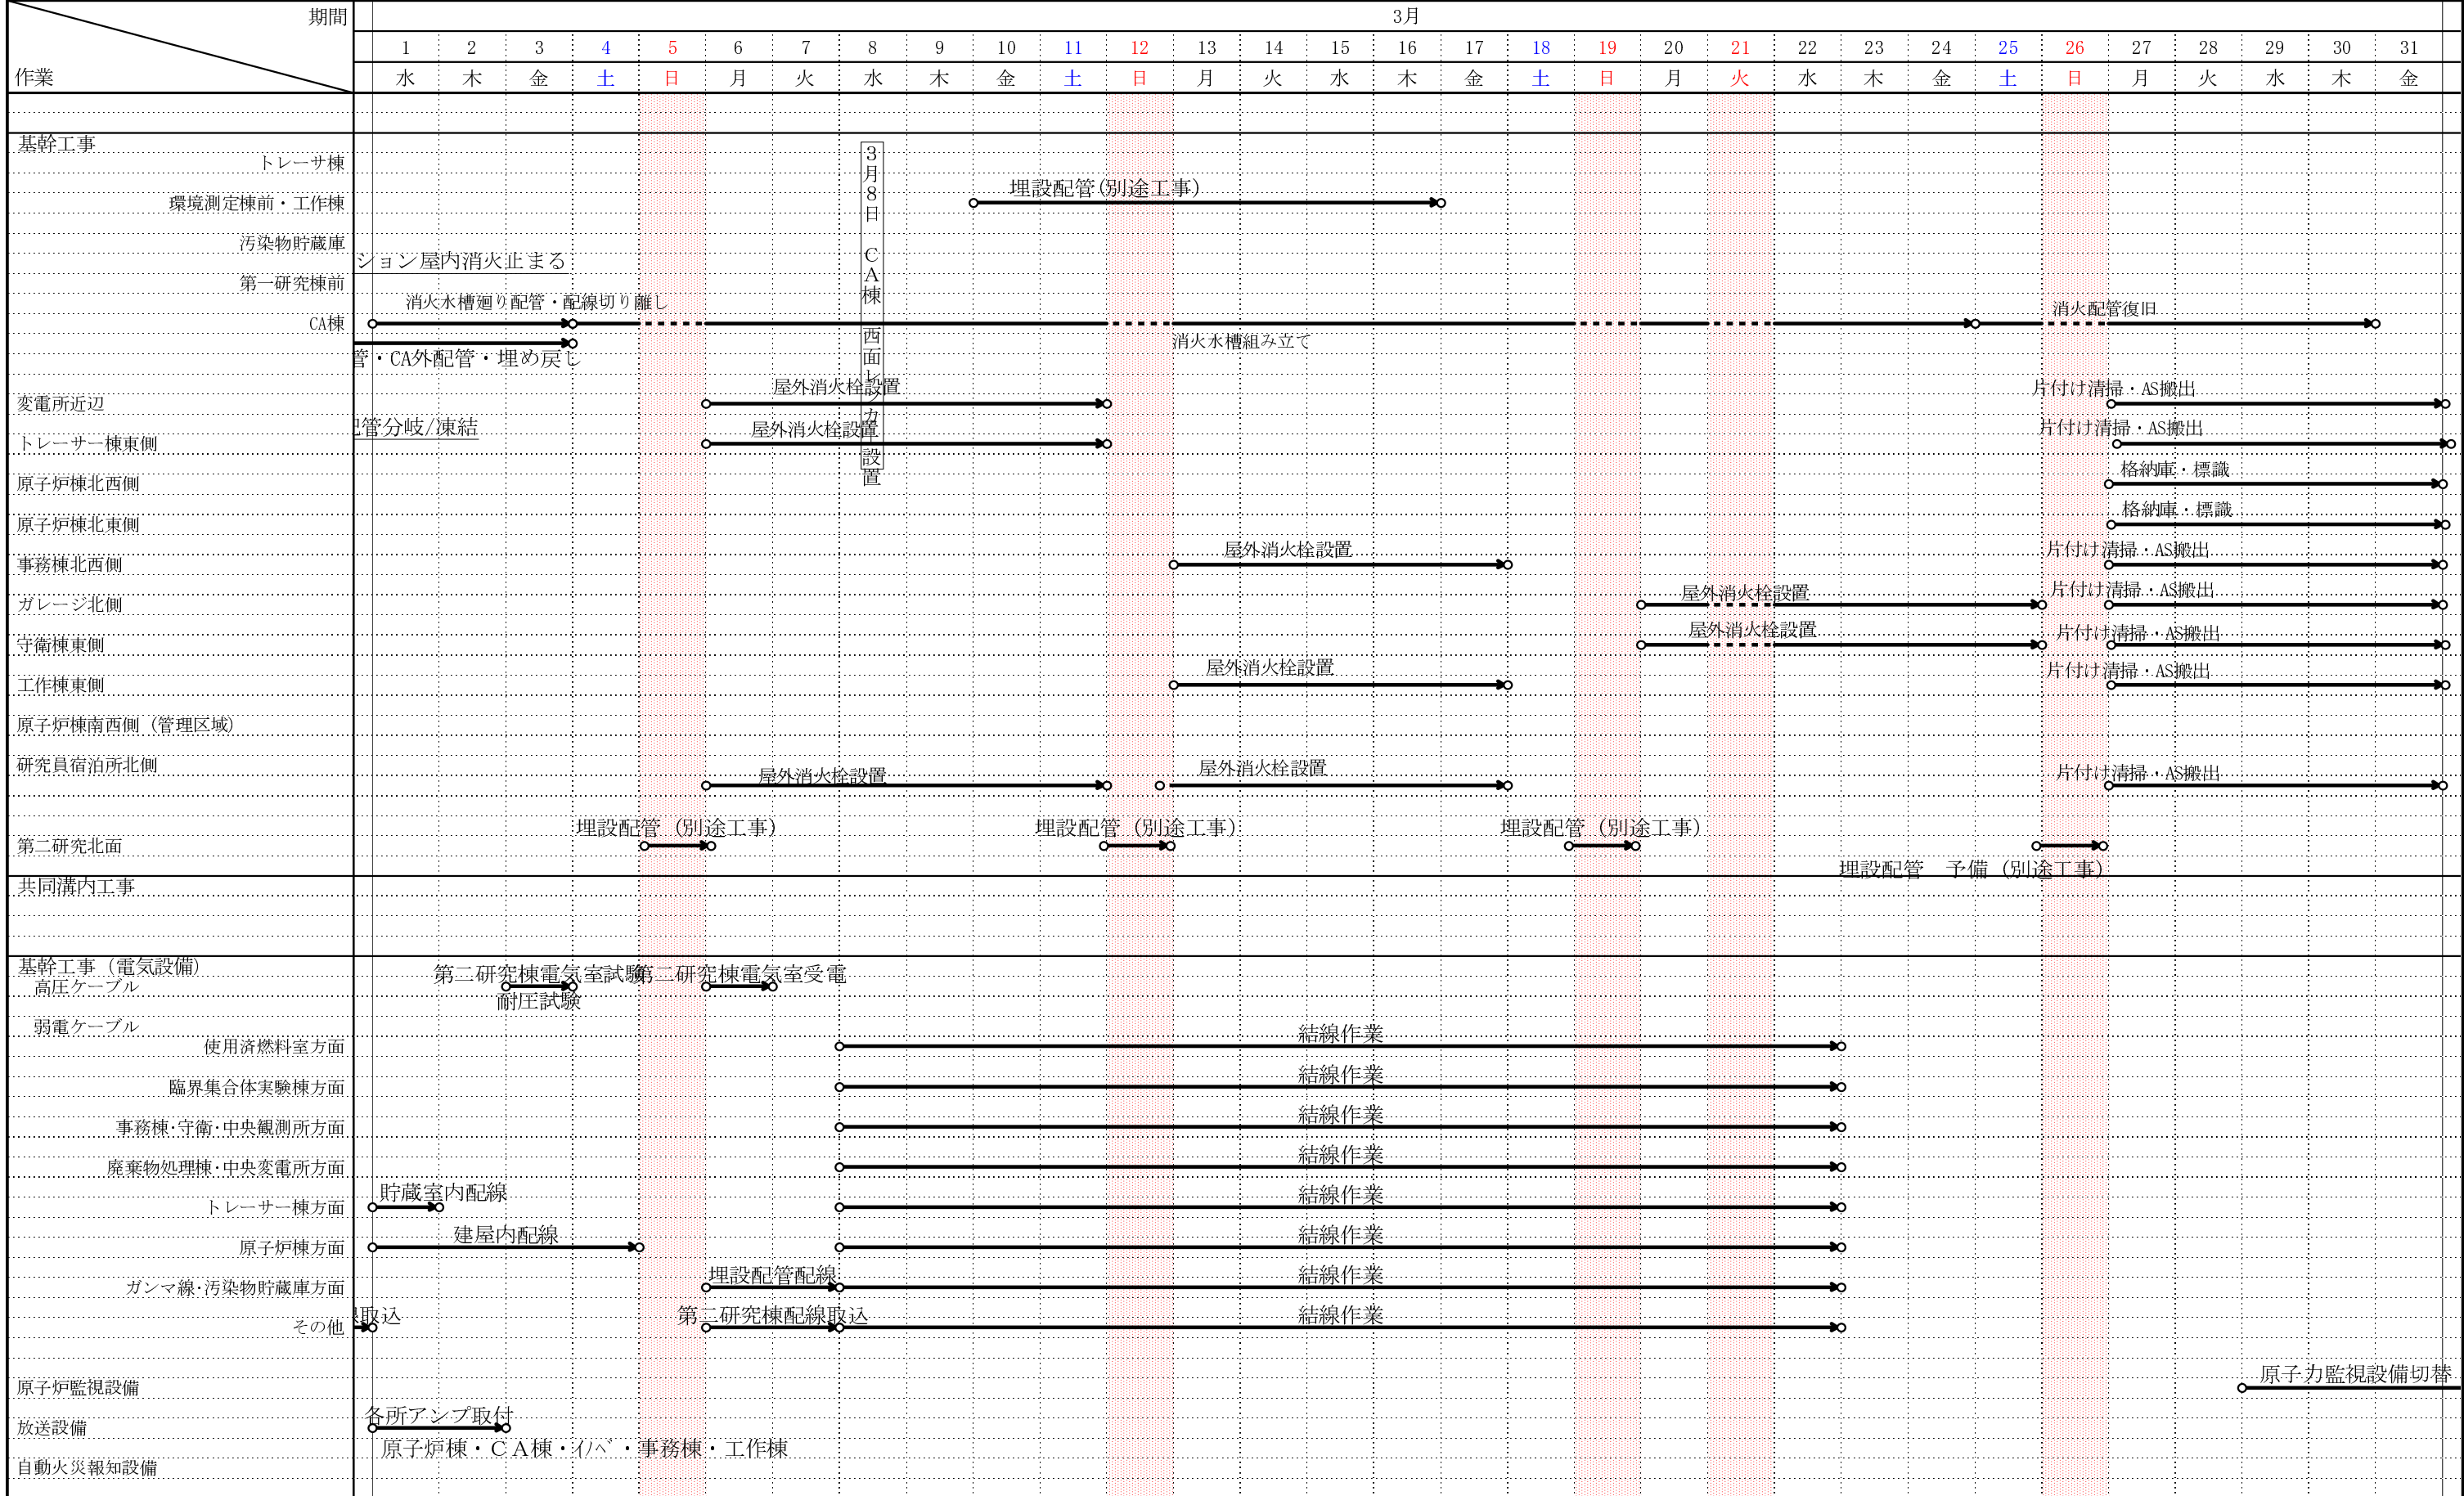 期間
3月
作業
1 2 3 4 5 6 7 8 9 10 11 12 13 14 15 16 17 18 19 20 21 22 23 24 25 26 27 28 29 30 31
水 木 金 土 日 月 火 水 木 金 土 日 月 火 水 木 金 土 日 月 火 水 木 金 土 日 月 火 水 木 金
基幹工事
トレーサ棟
3月8日 CA棟 西面レッカー設置
埋設配管(別途工事)
環境測定棟前・工作棟
汚染物貯蔵庫
ション屋内消火止まる
第一研究棟前
消火水槽廻り配管・配線切り離し
消火配管復旧
CA棟
消火水槽組み立て
管・CA外配管・埋め戻し
屋外消火栓設置
片付け清掃・AS搬出
変電所近辺
配管分岐/凍結
屋外消火栓設置
片付け清掃・AS搬出
トレーサー棟東側
格納庫・標識
原子炉棟北西側
格納庫・標識
原子炉棟北東側
屋外消火栓設置
片付け清掃・AS搬出
事務棟北西側
屋外消火栓設置
片付け清掃・AS搬出
ガレージ北側
屋外消火栓設置
片付け清掃・AS搬出
守衛棟東側
屋外消火栓設置
片付け清掃・AS搬出
工作棟東側
原子炉棟南西側（管理区域）
研究員宿泊所北側
屋外消火栓設置
屋外消火栓設置
片付け清掃・AS搬出
埋設配管（別途工事）
埋設配管（別途工事）
埋設配管（別途工事）
第二研究北面
埋設配管　予備（別途工事）
共同溝内工事
基幹工事（電気設備）
第二研究棟電気室試験
第二研究棟電気室受電
高圧ケーブル
耐圧試験
弱電ケーブル
結線作業
使用済燃料室方面
結線作業
臨界集合体実験棟方面
結線作業
事務棟･守衛･中央観測所方面
結線作業
廃棄物処理棟･中央変電所方面
貯蔵室内配線
結線作業
トレーサー棟方面
建屋内配線
結線作業
原子炉棟方面
埋設配管配線
結線作業
ガンマ線･汚染物貯蔵庫方面
取込
第二研究棟配線取込
結線作業
その他
原子力監視設備切替
原子炉監視設備
各所アンプ取付
放送設備
原子炉棟・ＣＡ棟・ｲﾉﾍﾞ・事務棟・工作棟
自動火災報知設備